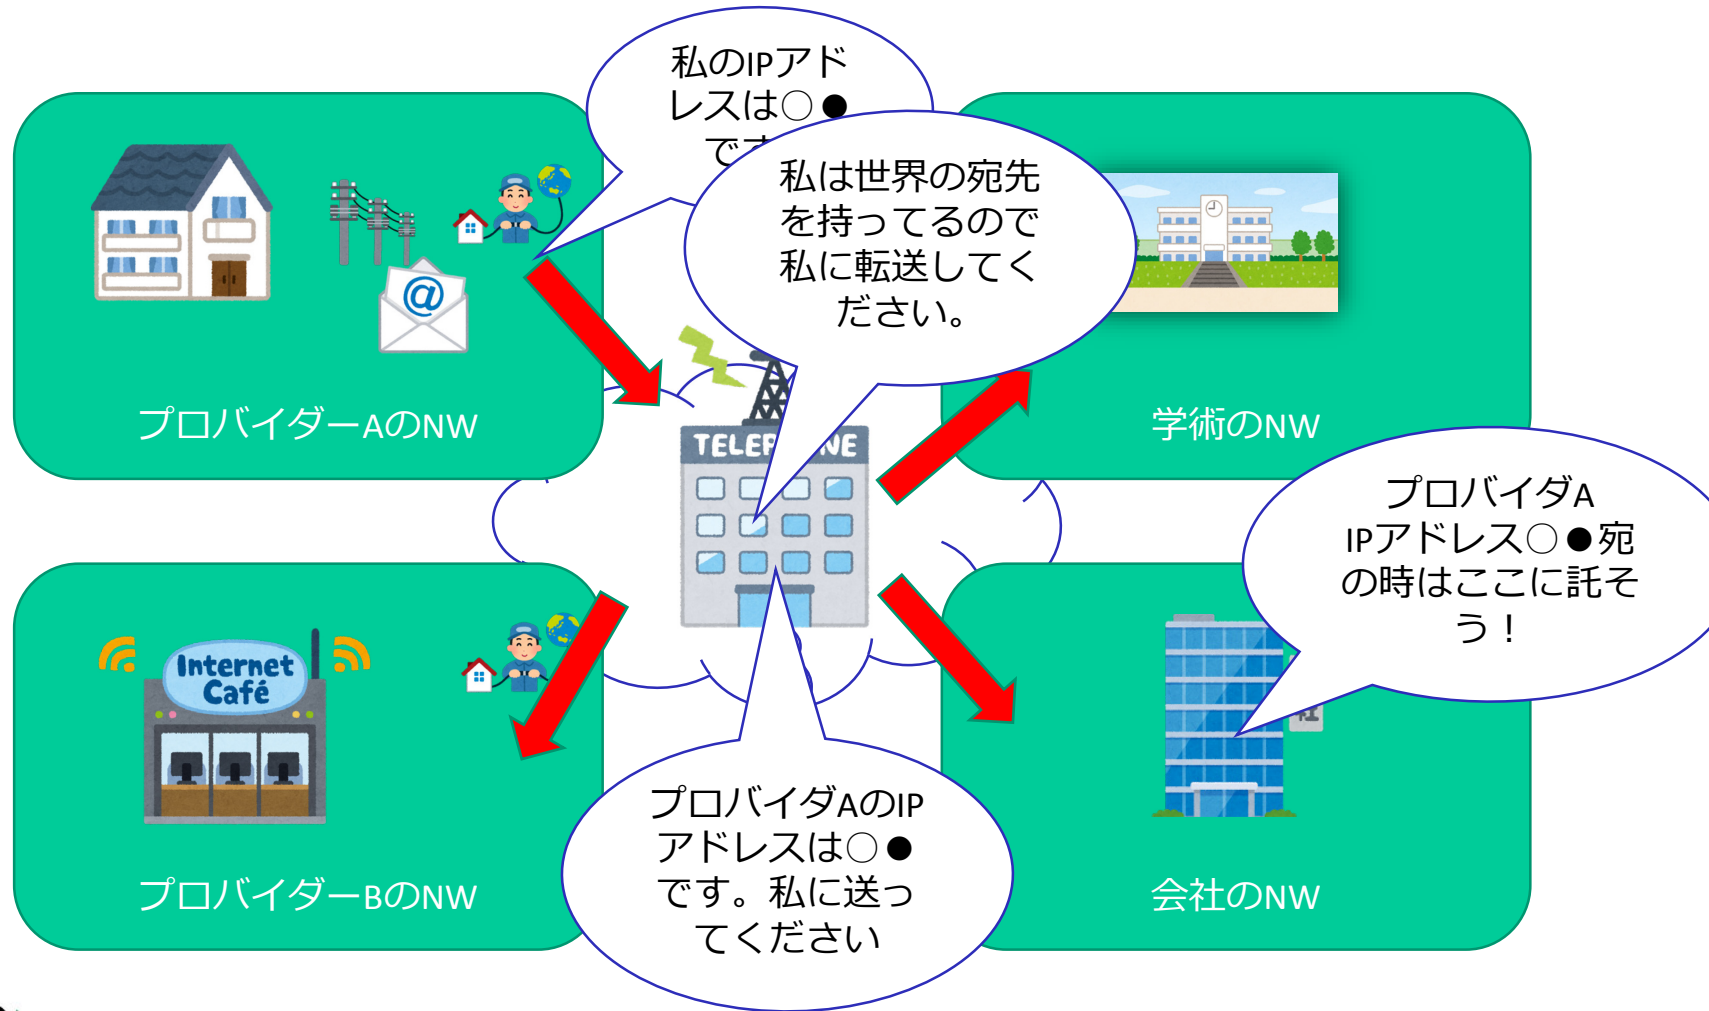 私のIPアド
レスは○●
です
私は世界の宛先
を持ってるので
私に転送してく
ださい。
プロバイダーAのNW
学術のNW
プロバイダA
IPアドレス○●宛
の時はここに託そ
う！
Internet
Café
プロバイダーBのNW
プロバイダAのIP
アドレスは○●
です。私に送っ
てください
会社のNW